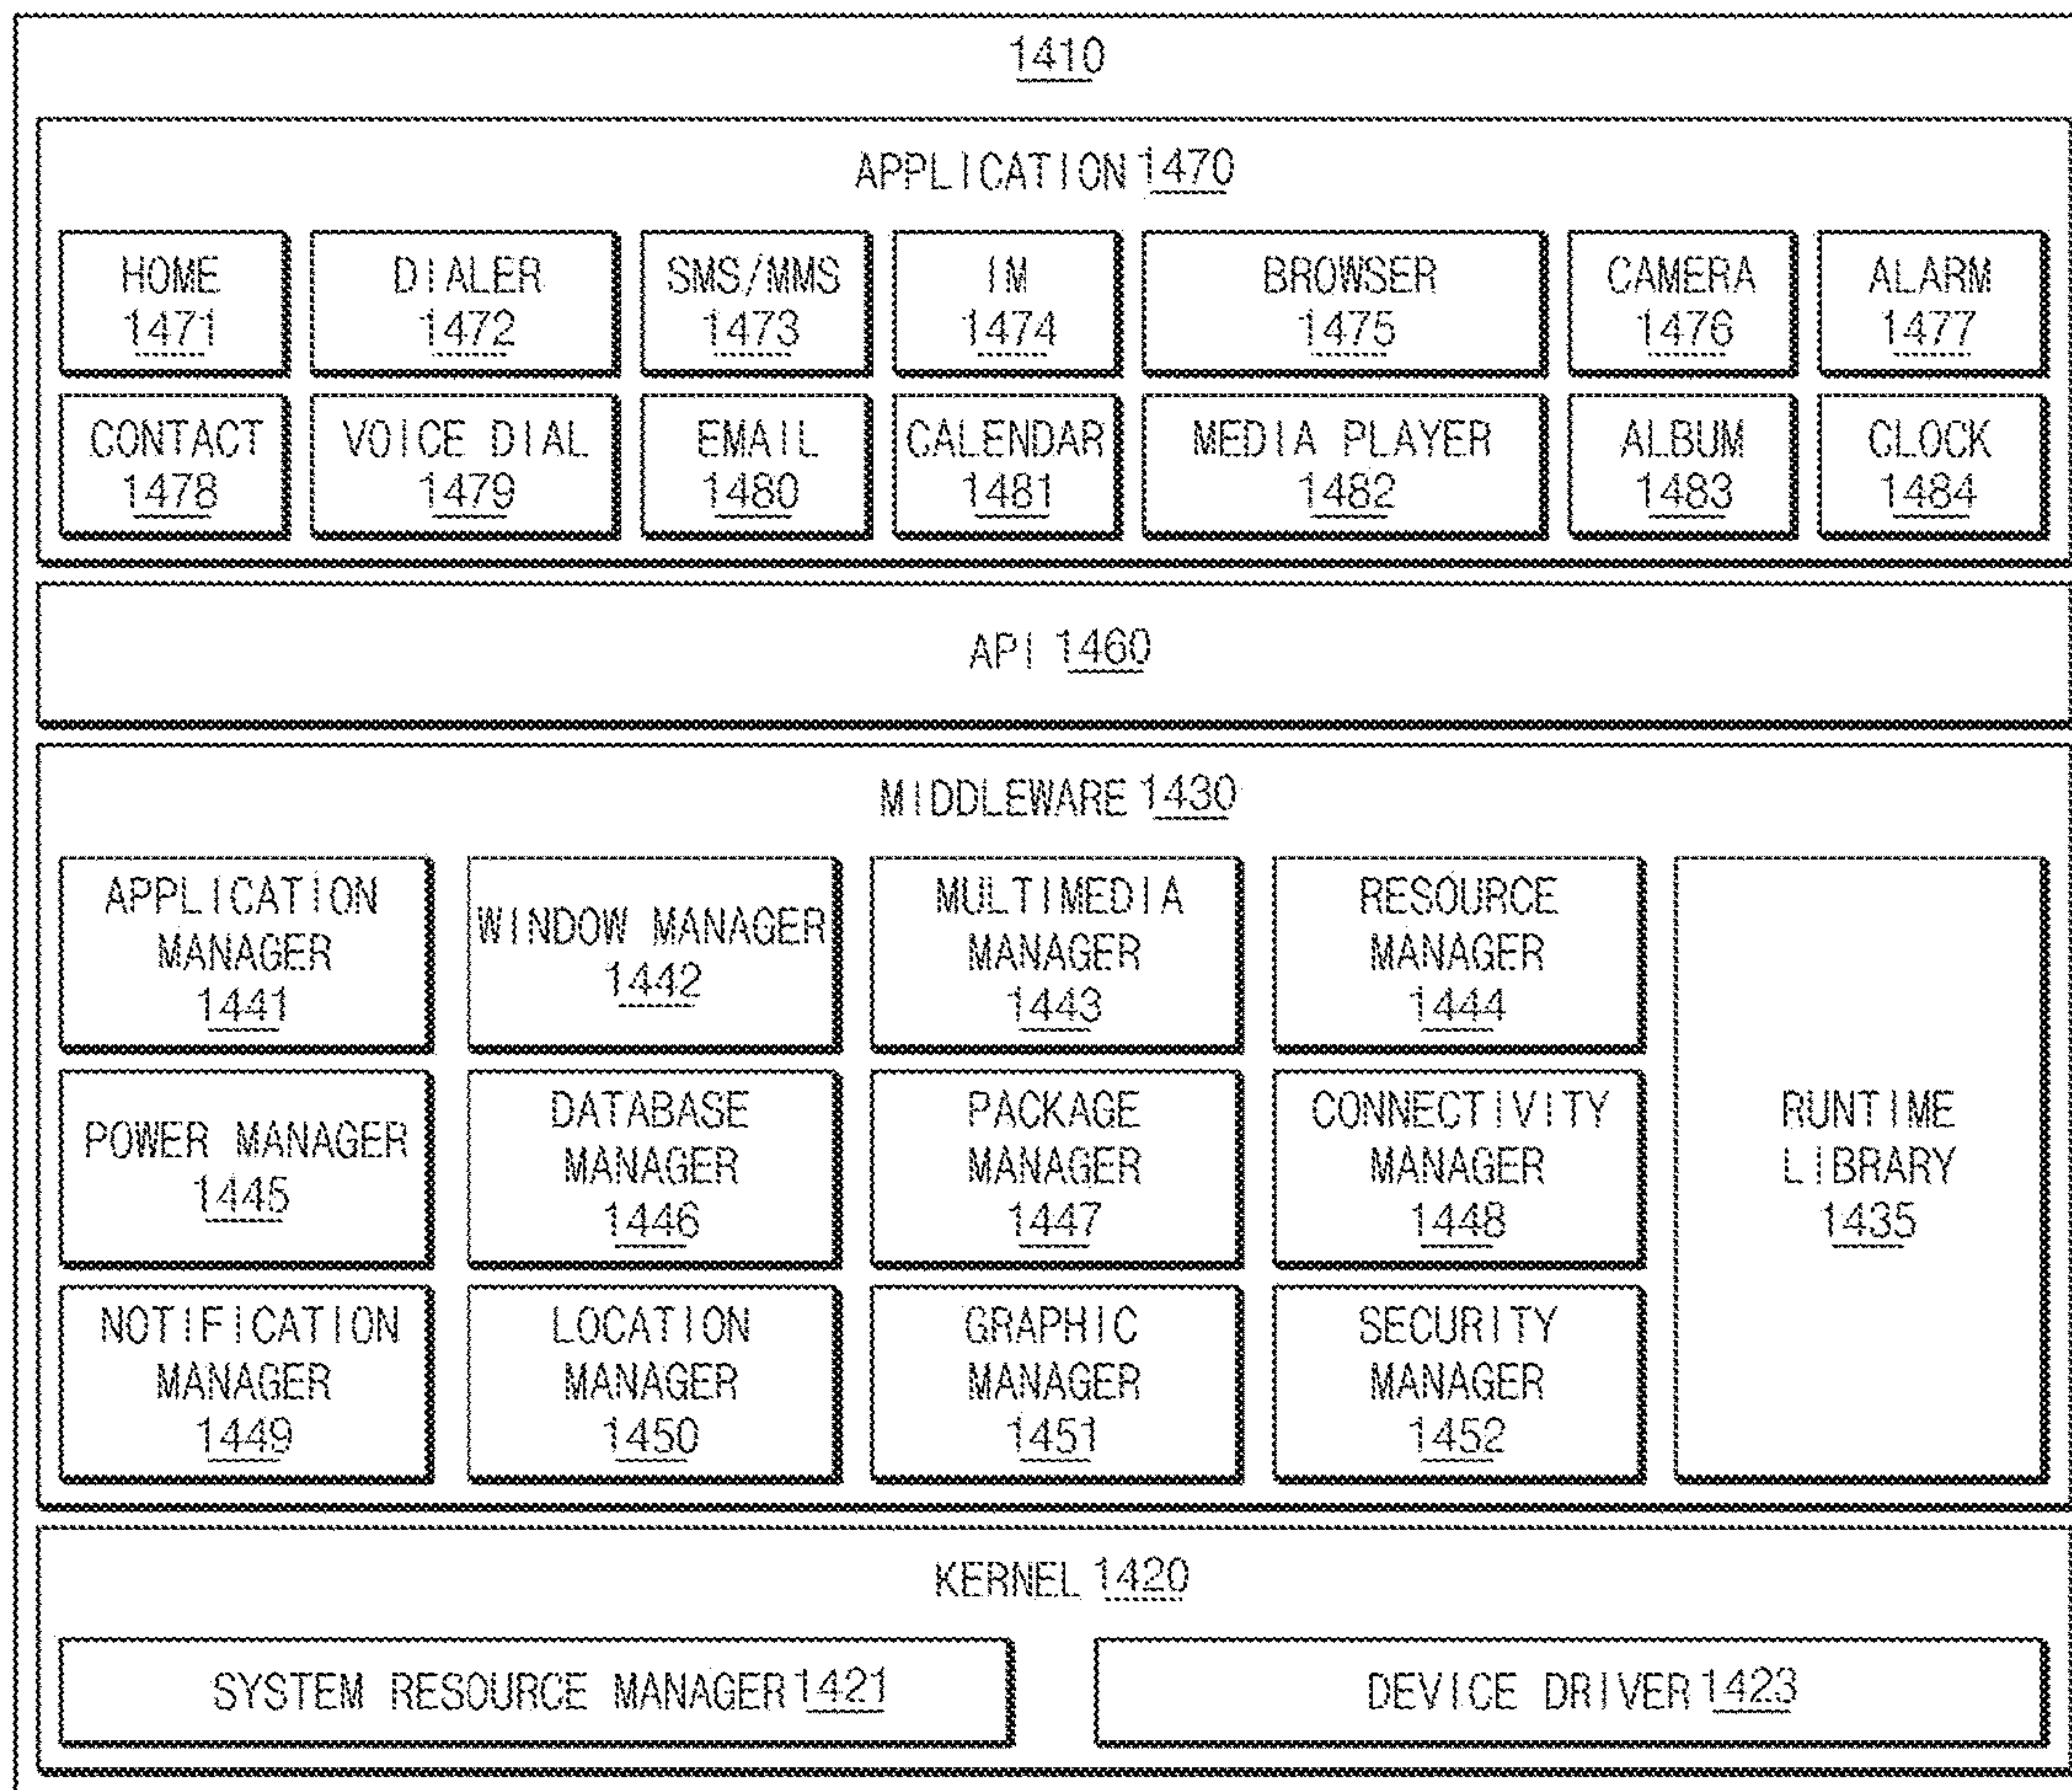 1410
APPLICATION 1470
HOME
1471
DIALER
1472
SMS/MMS
1473
IM
1474
BROWSER
1475
CAMERA
1476
ALARM
1477
CONTACT
1478
VOICE DIAL
1479
EMAIL
1480
CALENDAR
1481
MEDIA PLAYER
1482
ALBUM
1483
CLOCK
1484
API 1460
MIDDLEWARE 1430
APPLICATION
MANAGER
1441
WINDOW MANAGER
1442
MULTIMEDIA
MANAGER
1443
RESOURCE
MANAGER
1444
POWER MANAGER
1445
DATABASE
MANAGER
1446
PACKAGE
MANAGER
1447
CONNECTIVITY
MANAGER
1448
NOTIFICATION
MANAGER
1449
LOCATION
MANAGER
1450
GRAPHIC
MANAGER
1451
SECURITY
MANAGER
1452
RUNTIME
LIBRARY
1435
KERNEL 1420
SYSTEM RESOURCE MANAGER 1421
DEVICE DRIVER 1423